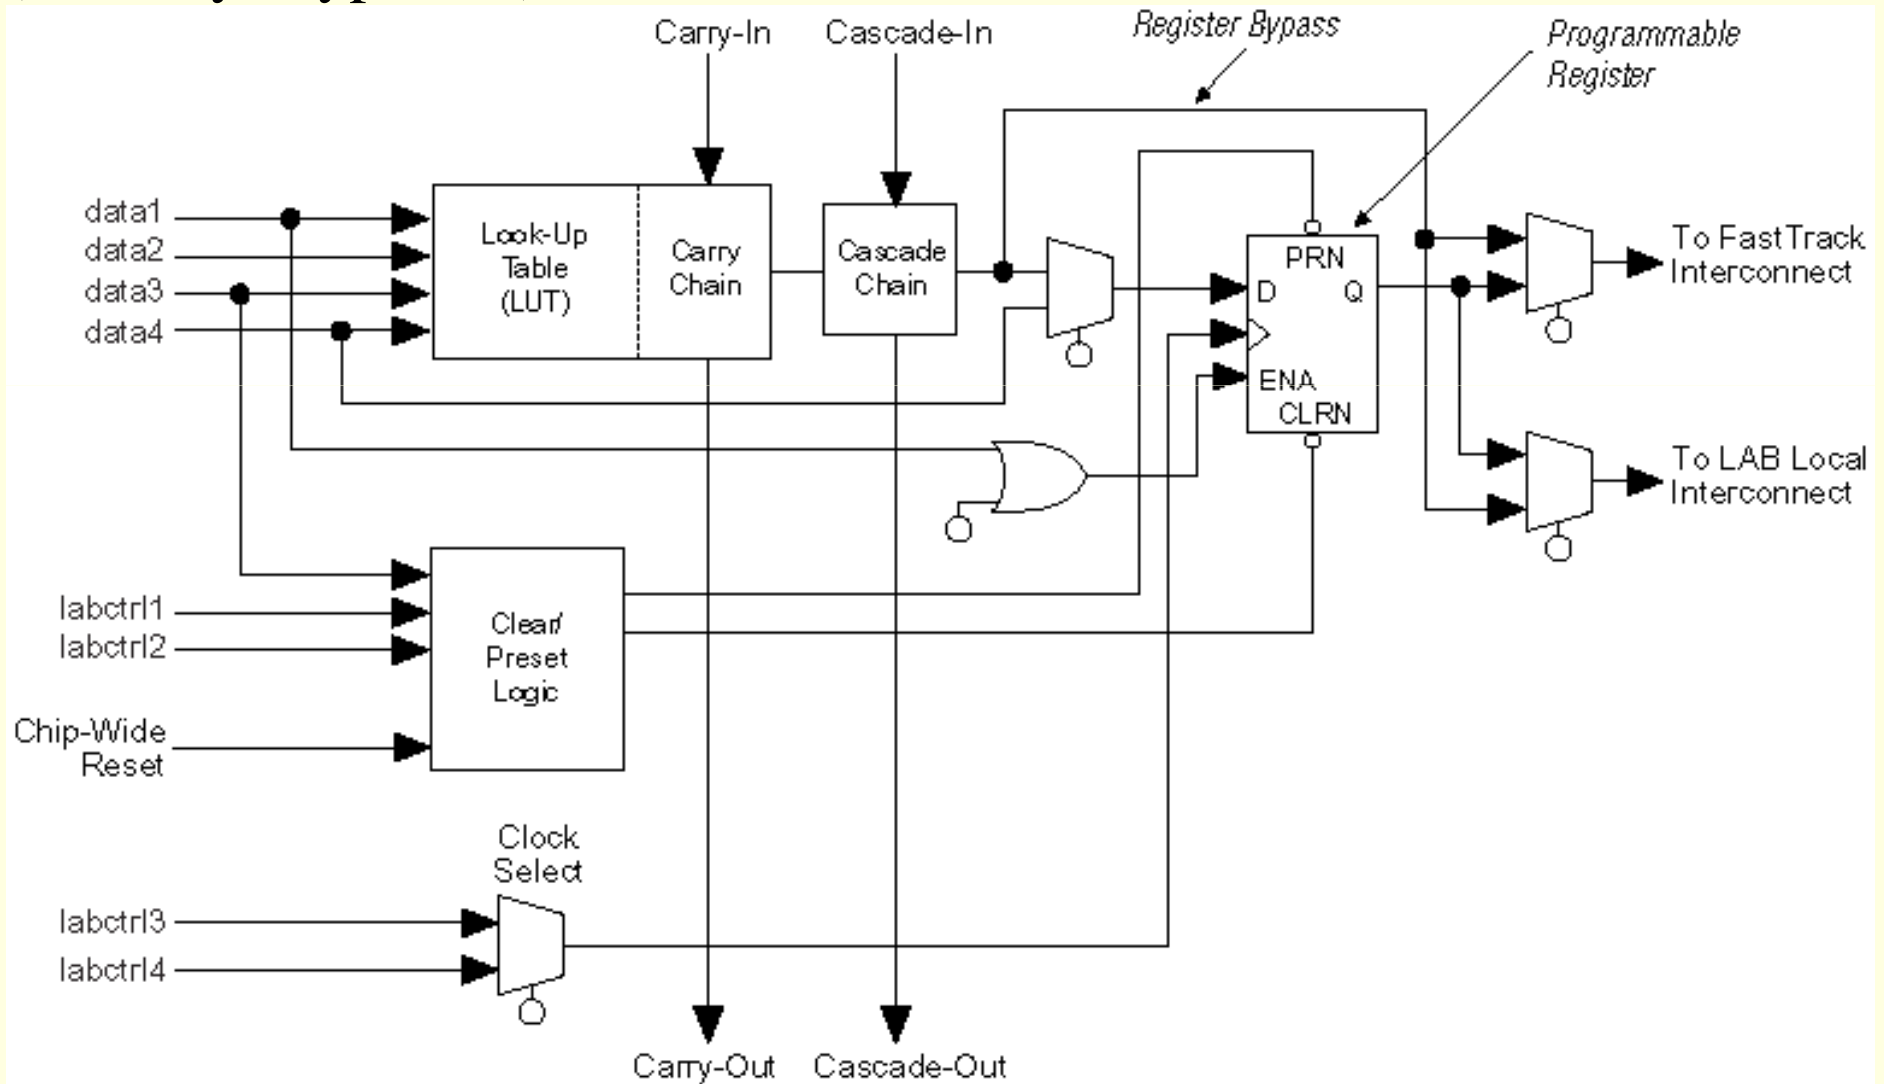 Carry-In
Cascade-In
Register Bypass
Programmable
Register
data1
data2
data3
data4
Look-Up
Table
(LUT)
Carry
Chain
Cascade
Chain
PRN
D
Q
ENA
CLRN
To FastTrack
Interconnect
To LAB Local
Interconnect
labctrl1
labctrl2
Clear/
Preset
Logic
Chip-Wide
Reset
Clock
Select
labctrl3
labctrl4
Carry-Out
Cascade-Out